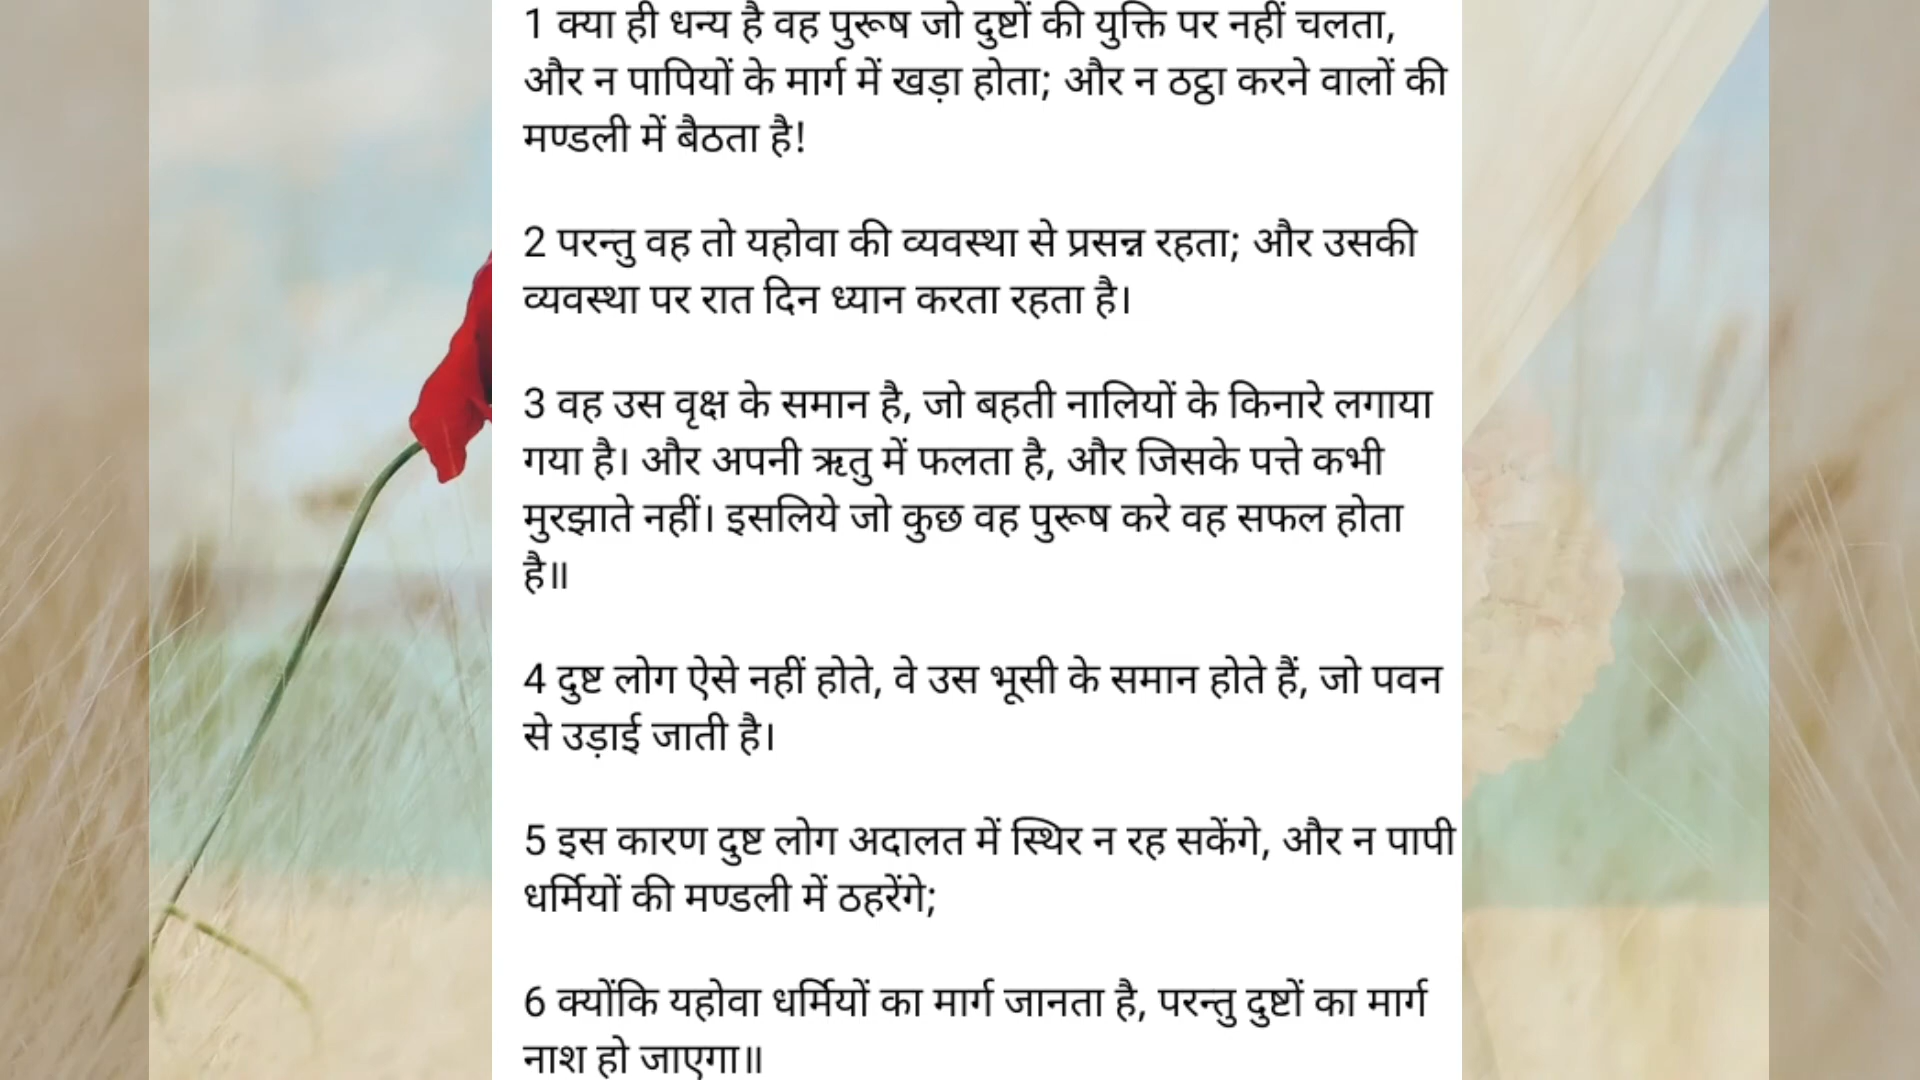 1 क्या ही धन्य है वह पुरूष जो दुष्टों की युक्ति पर नहीं चलता,
और न पापियों के मार्ग में खड़ा होता; और न ठट्ठा करने वालों की
मण्डली में बैठता है!
2 परन्तु वह तो यहोवा की व्यवस्था से प्रसन्न रहता; और उसकी
व्यवस्था पर रात दिन ध्यान करता रहता है।
3 वह उस वृक्ष के समान है, जो बहती नालियों के किनारे लगाया
गया है। और अपनी ऋतु में फलता है, और जिसके पत्ते कभी
मुरझाते नहीं। इसलिये जो कुछ वह पुरूष करे वह सफल होता
है॥
4 दुष्ट लोग ऐसे नहीं होते, वे उस भूसी के समान होते हैं, जो पवन
से उड़ाई जाती है।
5 इस कारण दुष्ट लोग अदालत में स्थिर न रह सकेंगे, और न पापी
धर्मियों की मण्डली में ठहरेंगे;
6 क्योंकि यहोवा धर्मियों का मार्ग जानता है, परन्तु दुष्टों का मार्ग
नाश हो जाएगा॥